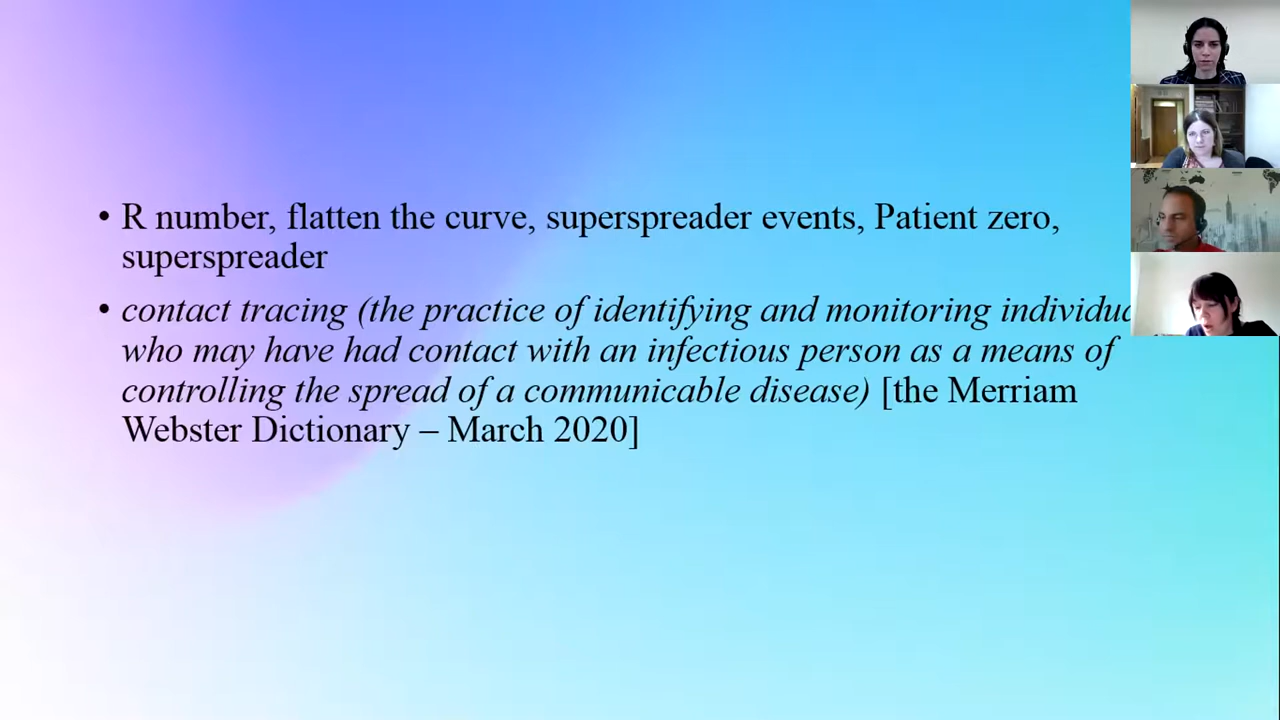 • R number, flatten the curve, superspreader events, Patient zero,
superspreader
• contact tracing (the practice of identifying and monitoring
who may have had contact with an infectious person as a means of
controlling the spread of a communicable disease) [the Merriam
Webster Dictionary – March 2020]